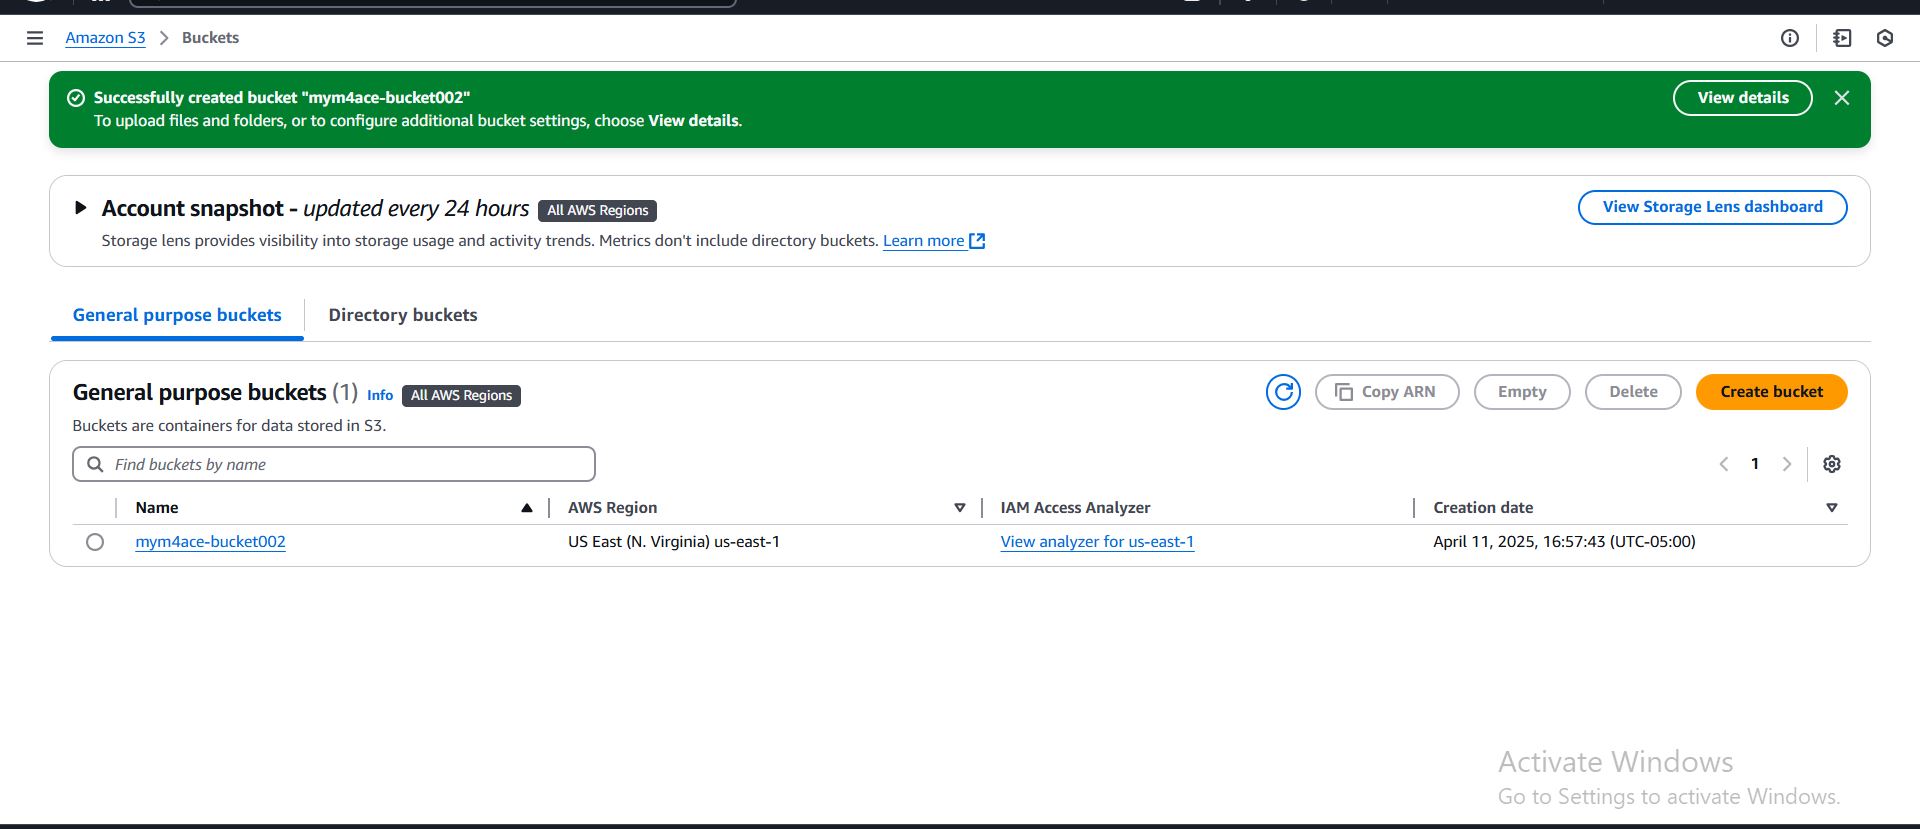 Amazon S3 > Buckets
Successfully created bucket "mym4ace-bucket002"
To upload files and folders, or to configure additional bucket settings, choose View details.
View details
Account snapshot - updated every 24 hours All AWS Regions
Storage lens provides visibility into storage usage and activity trends. Metrics don't include directory buckets. Learn more
View Storage Lens dashboard
General purpose buckets Directory buckets
General purpose buckets (1) Info All AWS Regions
Copy ARN Empty Delete Create bucket
Buckets are containers for data stored in S3.
Find buckets by name
1
Name AWS Region IAM Access Analyzer Creation date
mym4ace-bucket002 US East (N. Virginia) us-east-1 View analyzer for us-east-1 April 11, 2025, 16:57:43 (UTC-05:00)
Activate Windows
Go to Settings to activate Windows.